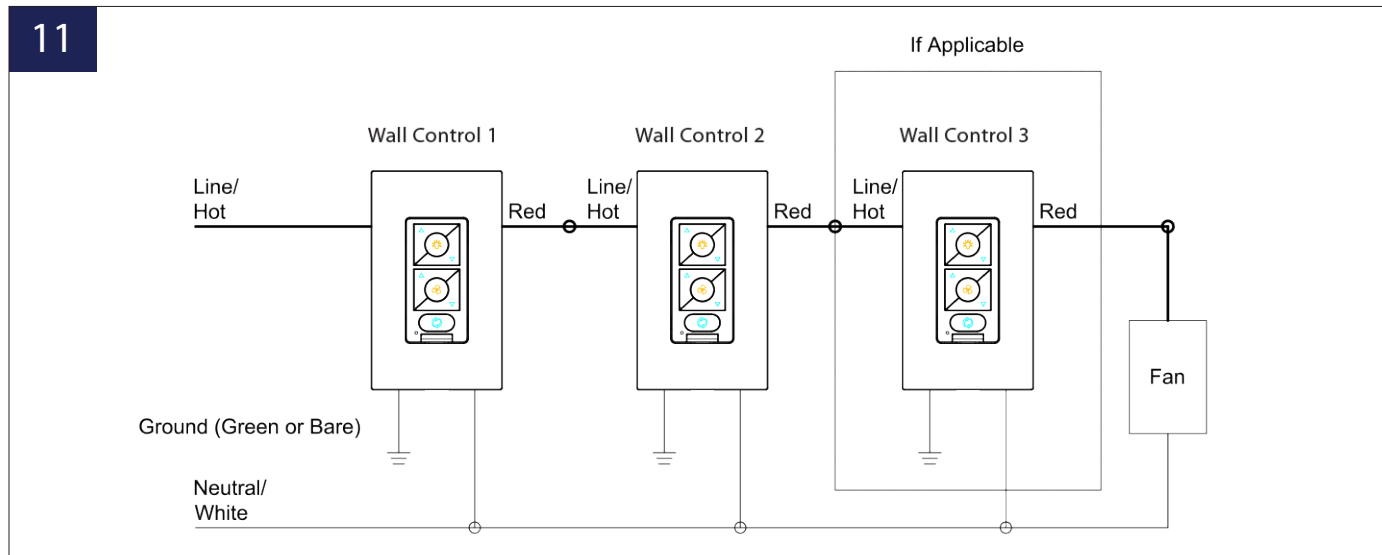 11
If Applicable
Wall Control 1
Wall Control 2
Wall Control 3
Line/
Hot
Red
Line/
Hot
Red
Line/
Hot
Red
Fan
Ground (Green or Bare)
Neutral/
White